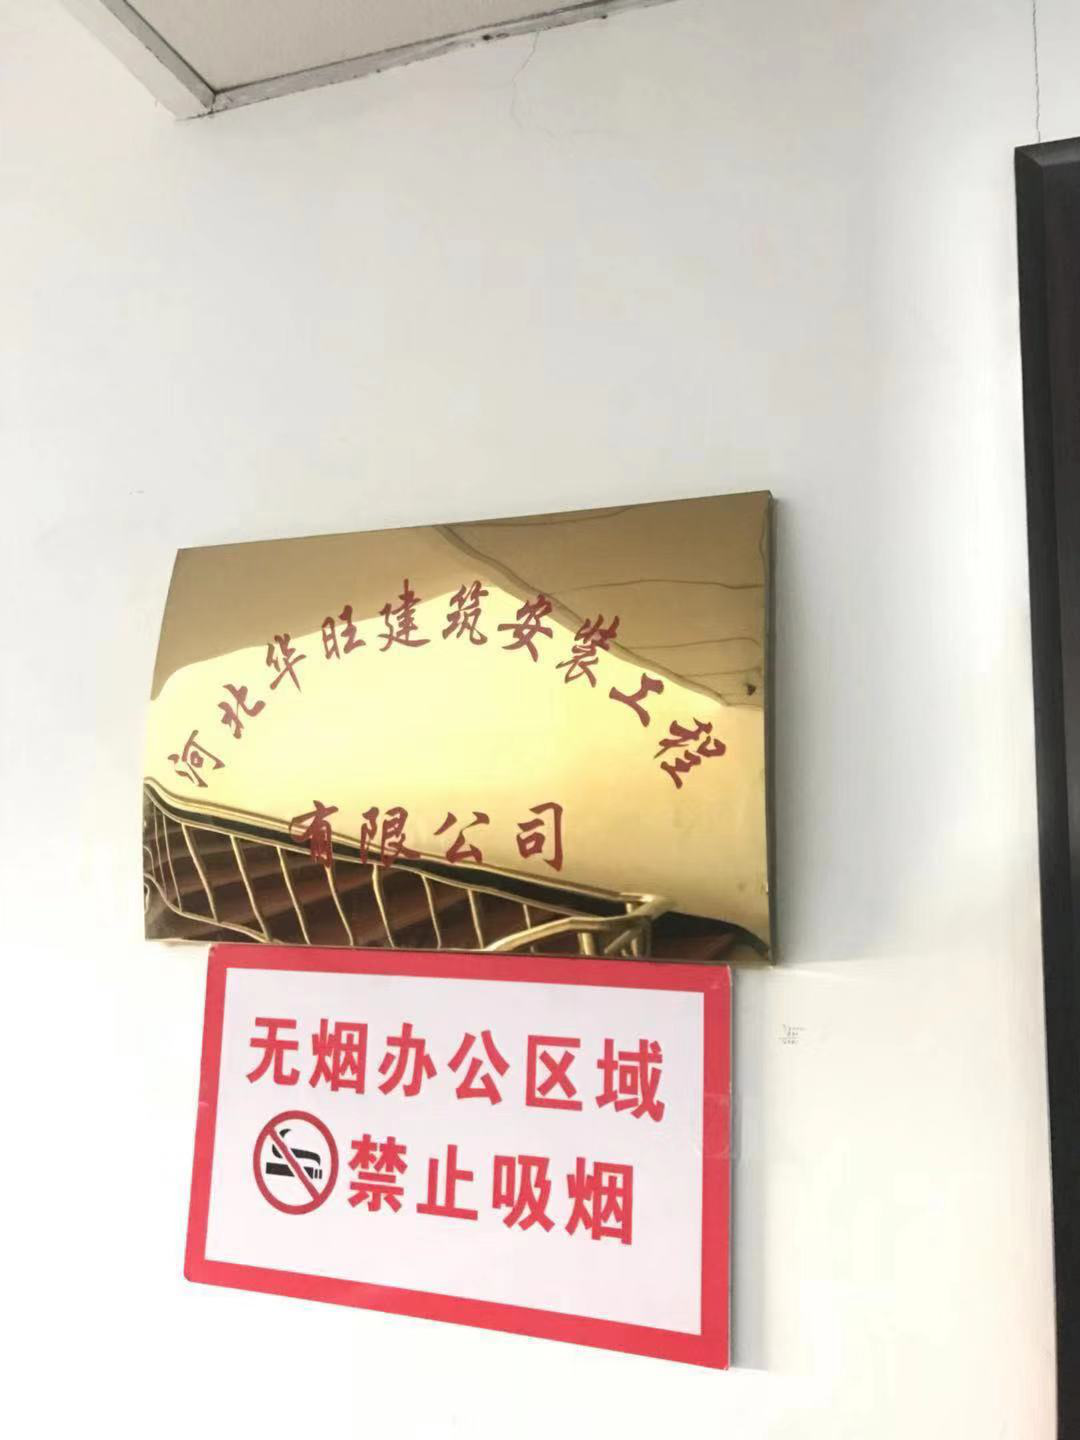 河北华旺建筑安装工程
有限公司
无烟办公区域
禁止吸烟